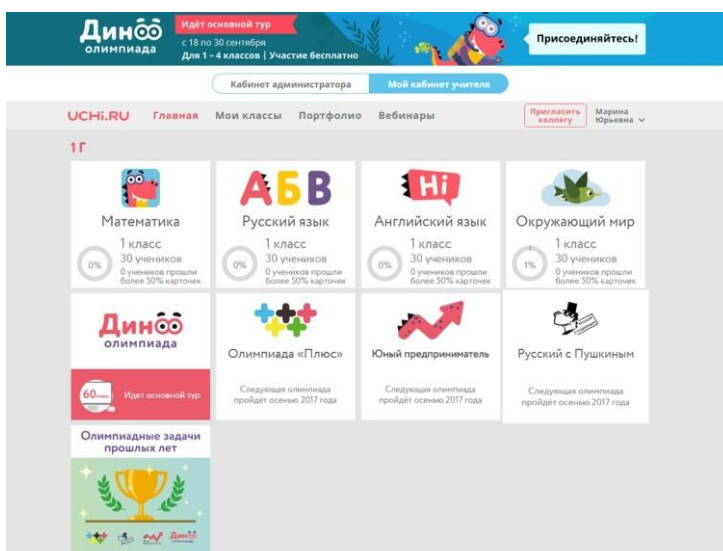 Дино
олимпиада
Идёт основной тур
с 18 по 30 сентября
Для 1 – 4 классов | Участие бесплатно
Присоединяйтесь!
Кабинет администратора
Мой кабинет учителя
UCHi.RU
Главная
Мои классы
Портфолио
Вебинары
Пригласить
коллегу
Марина
Юрьевна
1 Г
Математика
0%
1 класс
30 учеников
0 учеников прошли
более 50% карточек
АБВ
Русский язык
0%
1 класс
30 учеников
0 учеников прошли
более 50% карточек
Hi
Английский язык
0%
1 класс
30 учеников
0 учеников прошли
более 50% карточек
Окружающий мир
1%
1 класс
30 учеников
0 учеников прошли
более 50% карточек
Дино
олимпиада
60 мин.
Идет основной тур
Олимпиада «Плюс»
Следующая олимпиада
пройдёт осенью 2017 года
Юный предприниматель
Следующая олимпиада
пройдёт осенью 2017 года
Русский с Пушкиным
Следующая олимпиада
пройдёт осенью 2017 года
Олимпиадные задачи
прошлых лет
Дино
олимпиада